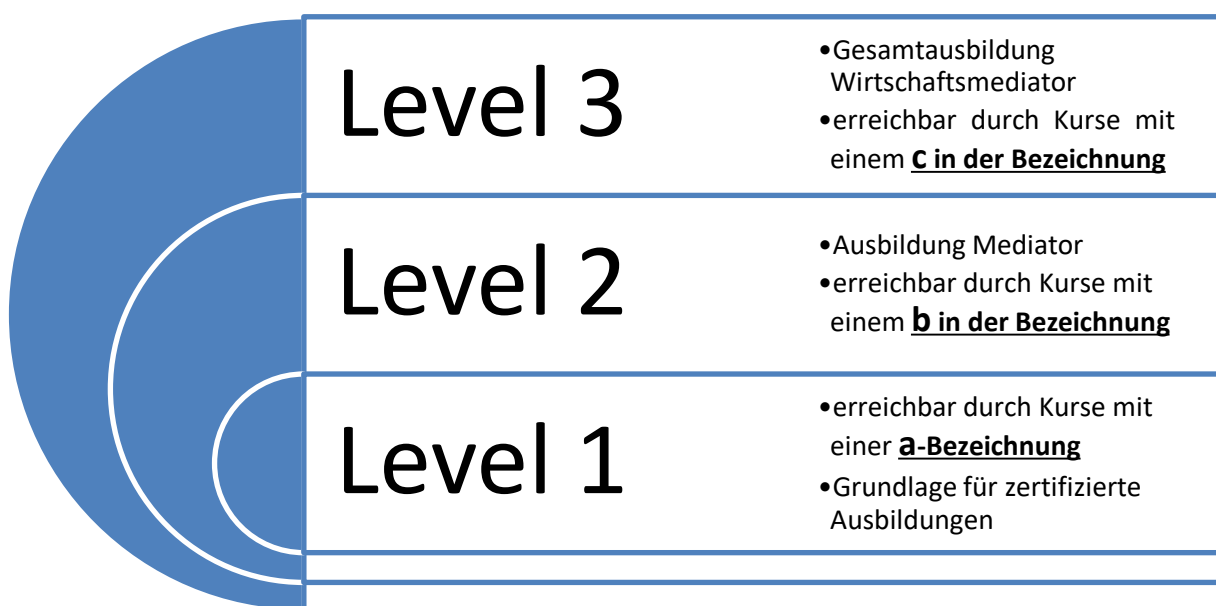 Level 3
•Gesamtausbildung
Wirtschaftsmediator
•erreichbar durch Kurse mit
einem c in der Bezeichnung
Level 2
•Ausbildung Mediator
•erreichbar durch Kurse mit
einem b in der Bezeichnung
Level 1
•erreichbar durch Kurse mit
einer a-Bezeichnung
•Grundlage für zertifizierte
Ausbildungen